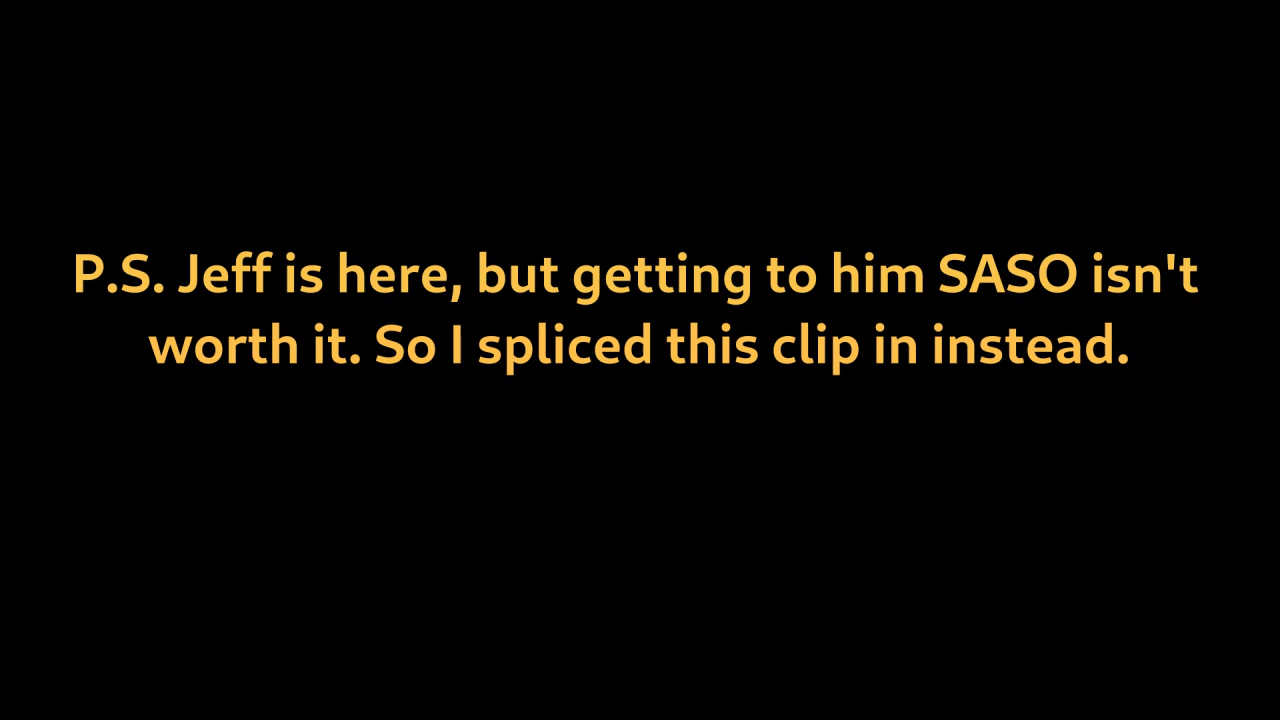 P.S. Jeff is here, but getting to him SASO isn't
worth it. So I spliced this clip in instead.